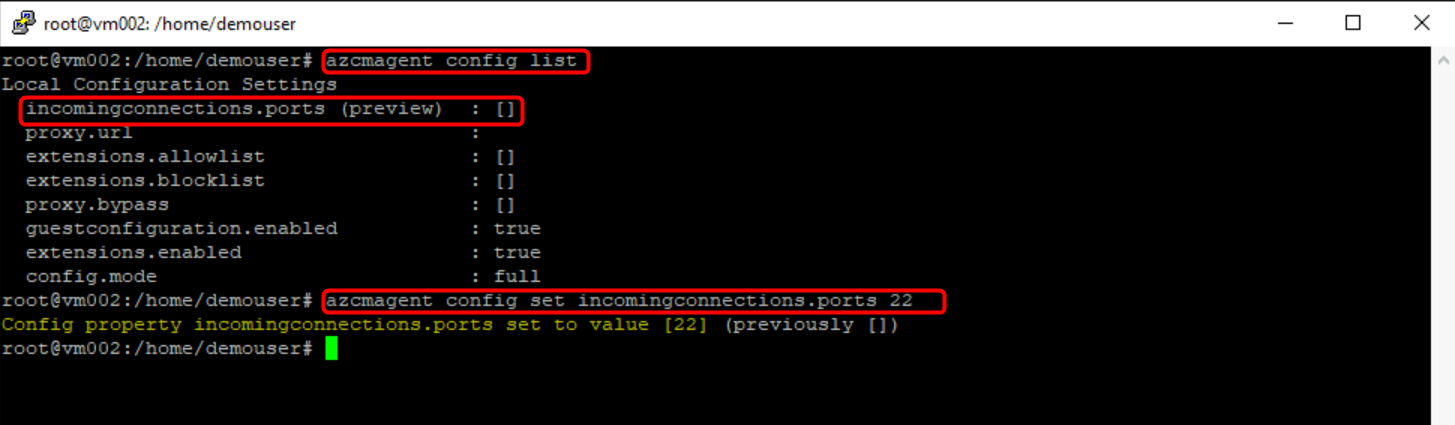 root@vm002: /home/demouser
root@vm002:/home/demouser# azcmagent config list
Local Configuration Settings
  incomingconnections.ports (preview)   : []
  proxy.url                             :
  extensions.allowlist                  : []
  extensions.blocklist                  : []
  proxy.bypass                          : []
  guestconfiguration.enabled            : true
  extensions.enabled                    : true
  config.mode                           : full
root@vm002:/home/demouser# azcmagent config set incomingconnections.ports 22
Config property incomingconnections.ports set to value [22] (previously [])
root@vm002:/home/demouser#